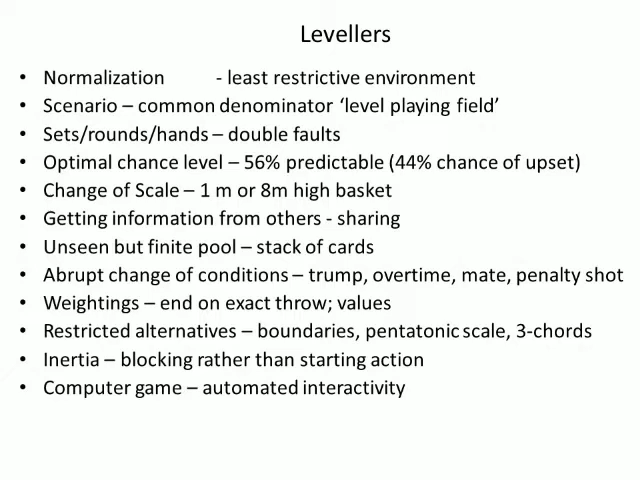 Levellers
• Normalization - least restrictive environment
• Scenario – common denominator ‘level playing field’
• Sets/rounds/hands – double faults
• Optimal chance level – 56% predictable (44% chance of upset)
• Change of Scale – 1 m or 8m high basket
• Getting information from others - sharing
• Unseen but finite pool – stack of cards
• Abrupt change of conditions – trump, overtime, mate, penalty shot
• Weightings – end on exact throw; values
• Restricted alternatives – boundaries, pentatonic scale, 3-chords
• Inertia – blocking rather than starting action
• Computer game – automated interactivity